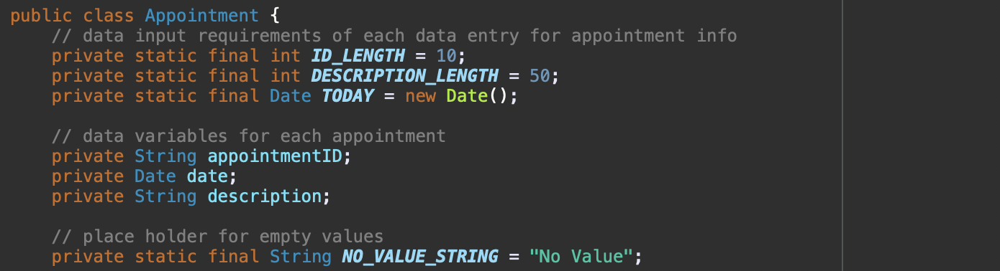 public class Appointment {
    // data input requirements of each data entry for appointment info
    private static final int ID_LENGTH = 10;
    private static final int DESCRIPTION_LENGTH = 50;
    private static final Date TODAY = new Date();

    // data variables for each appointment
    private String appointmentID;
    private Date date;
    private String description;

    // place holder for empty values
    private static final String NO_VALUE_STRING = "No Value";